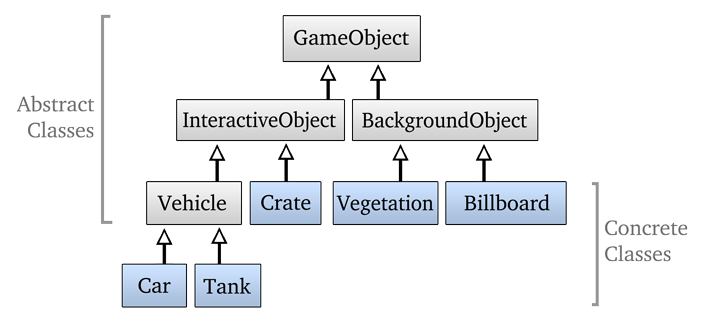 GameObject
Abstract
Classes
InteractiveObject
BackgroundObject
Vehicle
Crate
Vegetation
Billboard
Concrete
Classes
Car
Tank